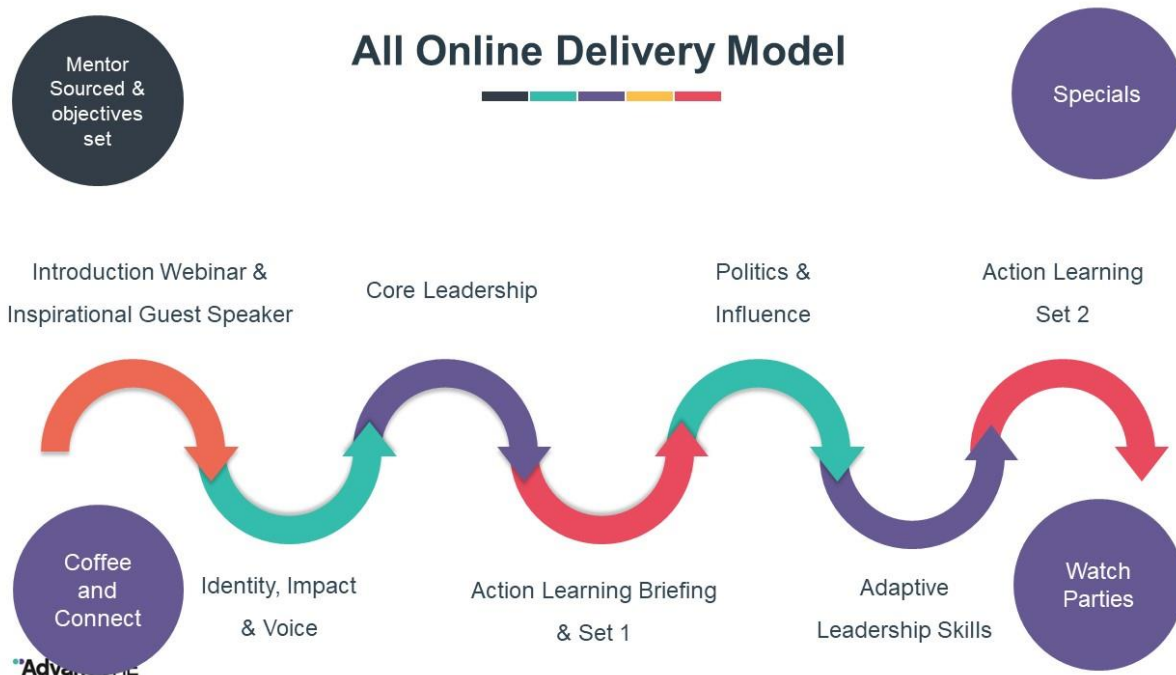 All Online Delivery Model
Mentor
Sourced &
objectives
set
Specials
Introduction Webinar &
Inspirational Guest Speaker
Core Leadership
Politics &
Influence
Action Learning
Set 2
Coffee
and
Connect
Identity, Impact
& Voice
Action Learning Briefing
& Set 1
Adaptive
Leadership Skills
Watch
Parties